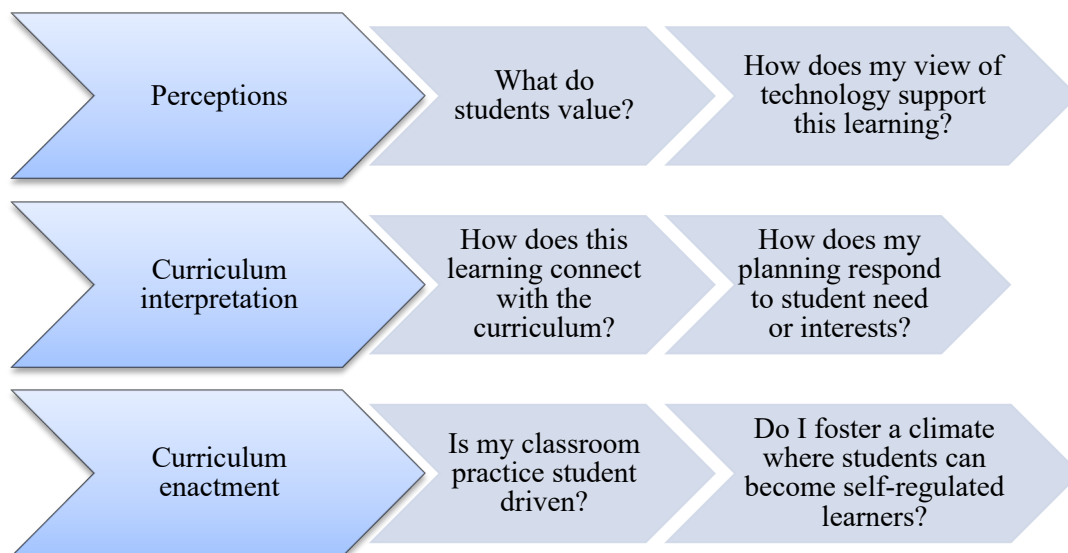 Perceptions
What do
students value?
How does my view of
technology support
this learning?
Curriculum
interpretation
How does this
learning connect
with the
curriculum?
How does my
planning respond
to student need
or interests?
Curriculum
enactment
Is my classroom
practice student
driven?
Do I foster a climate
where students can
become self-regulated
learners?